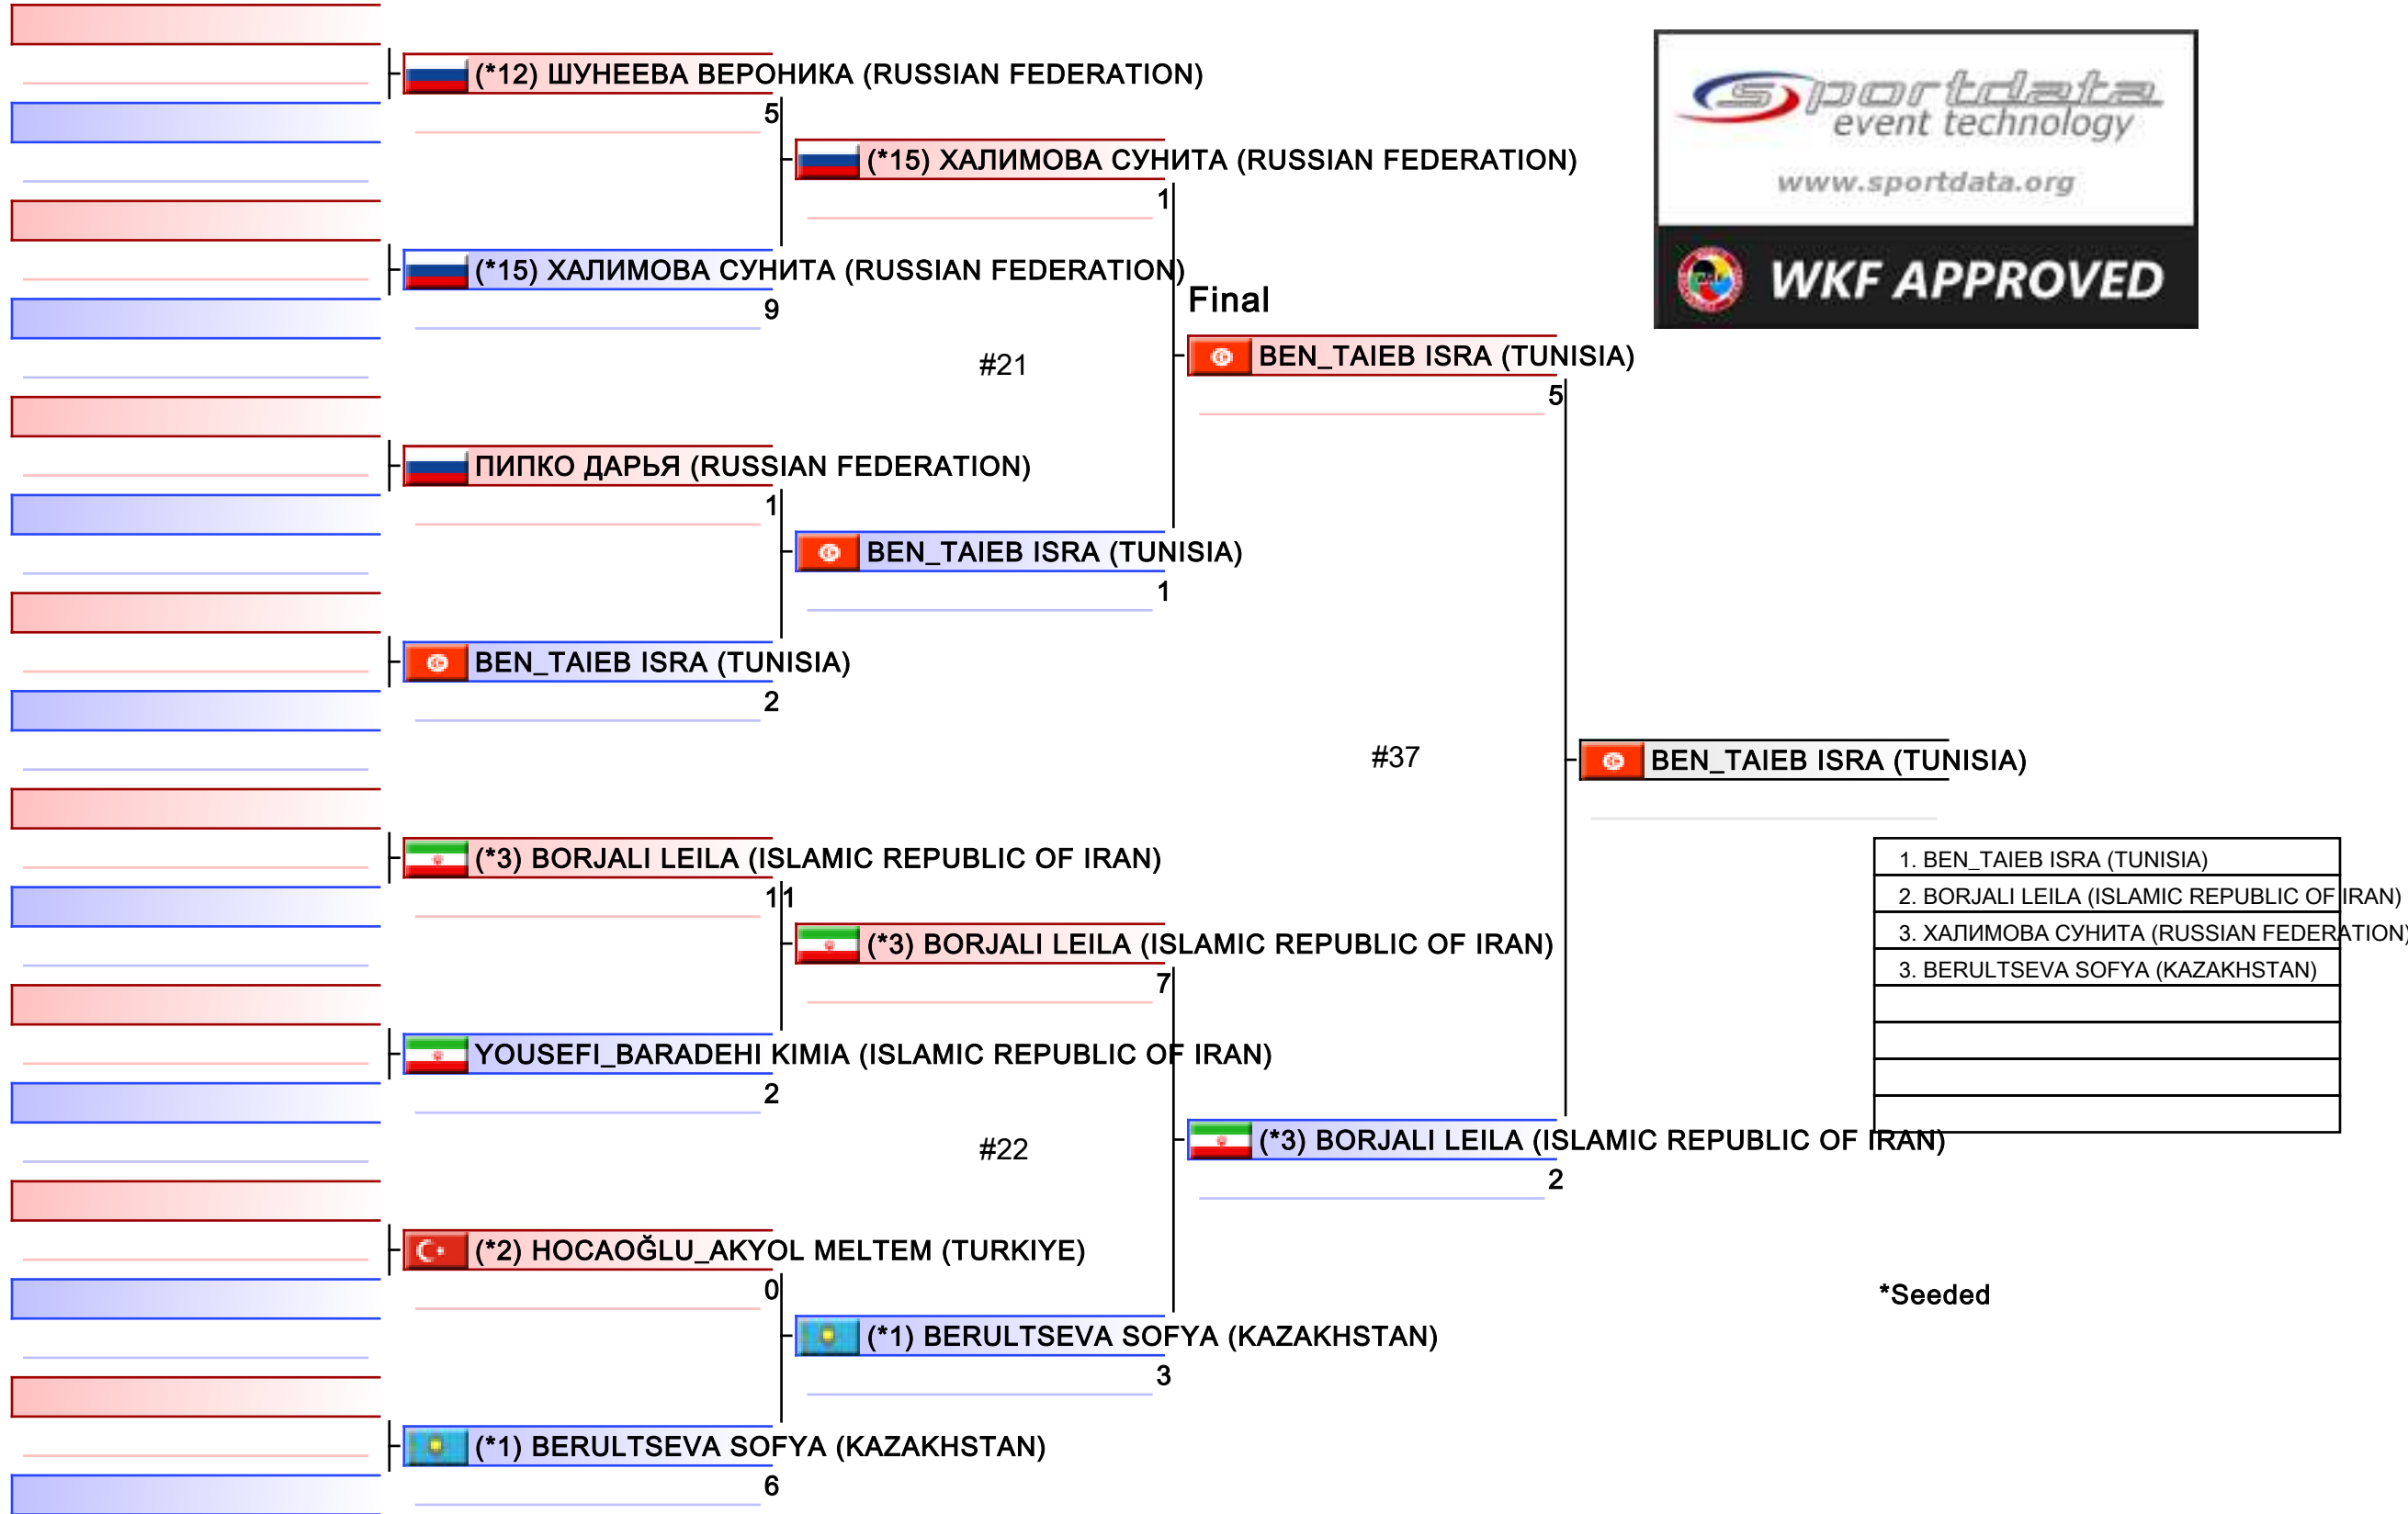 (*12) ШУНЕЕВА ВЕРОНИКА (RUSSIAN FEDERATION)
5
(*15) ХАЛИМОВА СУНИТА (RUSSIAN FEDERATION)
1
(*15) ХАЛИМОВА СУНИТА (RUSSIAN FEDERATION)
9
Final
#21
BEN_TAIEB ISRA (TUNISIA)
5
ПИПКО ДАРЬЯ (RUSSIAN FEDERATION)
1
BEN_TAIEB ISRA (TUNISIA)
1
BEN_TAIEB ISRA (TUNISIA)
2
#37
BEN_TAIEB ISRA (TUNISIA)
(*3) BORJALI LEILA (ISLAMIC REPUBLIC OF IRAN)
11
(*3) BORJALI LEILA (ISLAMIC REPUBLIC OF IRAN)
7
YOUSEFI_BARADEHI KIMIA (ISLAMIC REPUBLIC OF IRAN)
2
#22
(*3) BORJALI LEILA (ISLAMIC REPUBLIC OF IRAN)
2
(*2) HOCAOĞLU_AKYOL MELTEM (TURKIYE)
0
(*1) BERULTSEVA SOFYA (KAZAKHSTAN)
3
(*1) BERULTSEVA SOFYA (KAZAKHSTAN)
6
sportdata
event technology
www.sportdata.org
WKF APPROVED
1. BEN_TAIEB ISRA (TUNISIA)
2. BORJALI LEILA (ISLAMIC REPUBLIC OF IRAN)
3. ХАЛИМОВА СУНИТА (RUSSIAN FEDERATION)
3. BERULTSEVA SOFYA (KAZAKHSTAN)
*Seeded